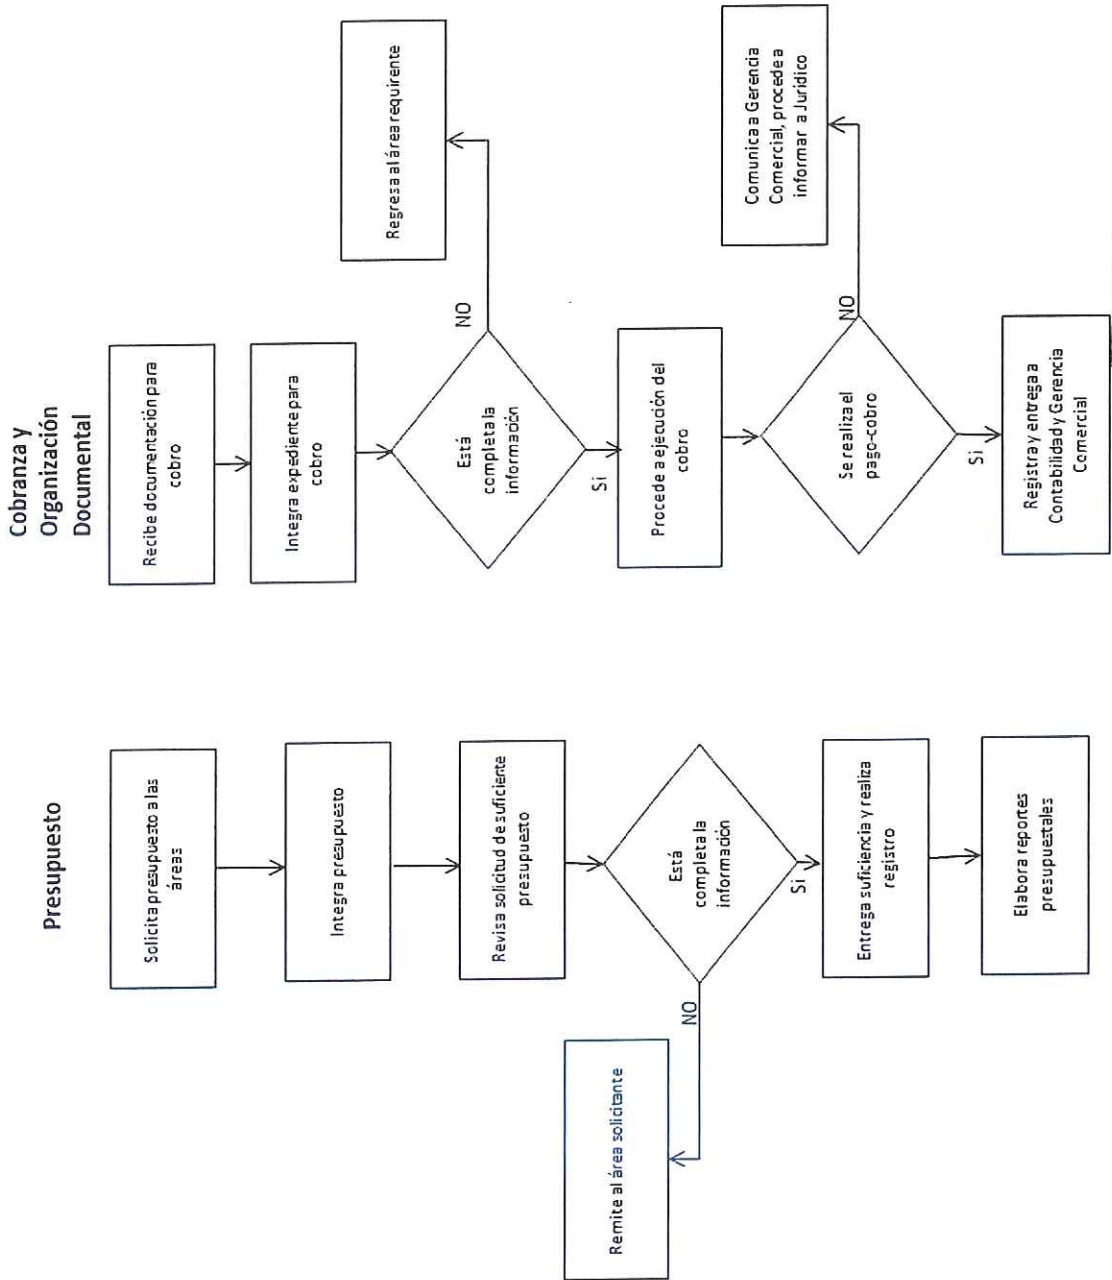 Presupuesto
Solicita presupuesto a las
áreas
Integra presupuesto
Revisa solicitud de suficiente
presupuesto
Está
completa la
información
NO
Remite al área solicitante
Si
Entrega suficiencia y realiza
registro
Elabora reportes
presupuestales
Cobranza y
Organización
Documental
Recibe documentación para
cobro
Integra expediente para
cobro
Está
completa la
información
NO
Regresa al área requirente
Si
Procede a ejecución del
cobro
Se realiza el
pago-cobro
NO
Comunica a Gerencia
Comercial, procede a
informar a Jurídico
Si
Registra y entrega a
Contabilidad y Gerencia
Comercial